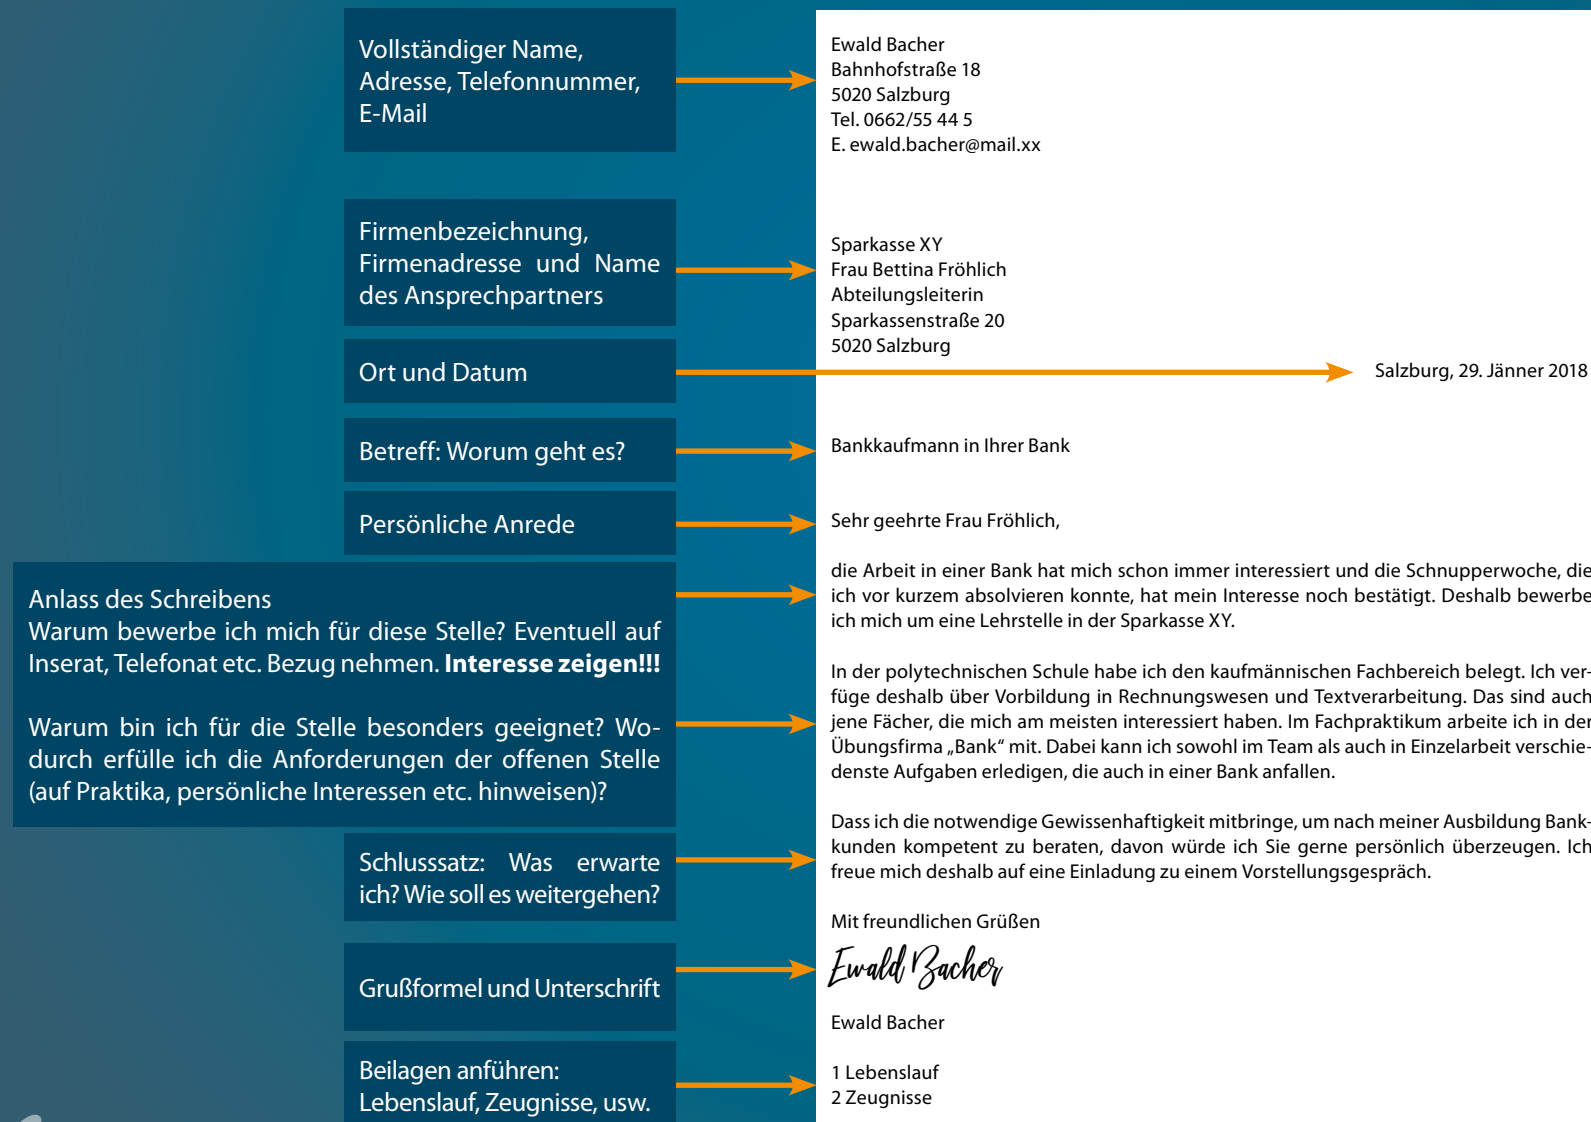 Vollständiger Name,
Adresse, Telefonnummer,
E-Mail
Firmenbezeichnung,
Firmenadresse und Name
des Ansprechpartners
Ort und Datum
Betreff: Worum geht es?
Persönliche Anrede
Anlass des Schreibens
Warum bewerbe ich mich für diese Stelle? Eventuell auf
Inserat, Telefonat etc. Bezug nehmen. Interesse zeigen!!!
Warum bin ich für die Stelle besonders geeignet? Wo-
durch erfülle ich die Anforderungen der offenen Stelle
(auf Praktika, persönliche Interessen etc. hinweisen)?
Schlusssatz: Was erwarte
ich? Wie soll es weitergehen?
Grußformel und Unterschrift
Beilagen anführen:
Lebenslauf, Zeugnisse, usw.
Ewald Bacher
Bahnhofstraße 18
5020 Salzburg
Tel. 0662/55 44 5
E. ewald.bacher@mail.xx
Sparkasse XY
Frau Bettina Fröhlich
Abteilungsleiterin
Sparkassenstraße 20
5020 Salzburg
Salzburg, 29. Jänner 2018
Bankkaufmann in Ihrer Bank
Sehr geehrte Frau Fröhlich,
die Arbeit in einer Bank hat mich schon immer interessiert und die Schnupperwoche, die
ich vor kurzem absolvieren konnte, hat mein Interesse noch bestätigt. Deshalb bewerbe
ich mich um eine Lehrstelle in der Sparkasse XY.
In der polytechnischen Schule habe ich den kaufmännischen Fachbereich belegt. Ich ver-
füge deshalb über Vorbildung in Rechnungswesen und Textverarbeitung. Das sind auch
jene Fächer, die mich am meisten interessiert haben. Im Fachpraktikum arbeite ich in der
Übungsfirma „Bank“ mit. Dabei kann ich sowohl im Team als auch in Einzelarbeit verschie-
denste Aufgaben erledigen, die auch in einer Bank anfallen.
Dass ich die notwendige Gewissenhaftigkeit mitbringe, um nach meiner Ausbildung Bank-
kunden kompetent zu beraten, davon würde ich Sie gerne persönlich überzeugen. Ich
freue mich deshalb auf eine Einladung zu einem Vorstellungsgespräch.
Mit freundlichen Grüßen
Ewald Bacher
Ewald Bacher
1 Lebenslauf
2 Zeugnisse